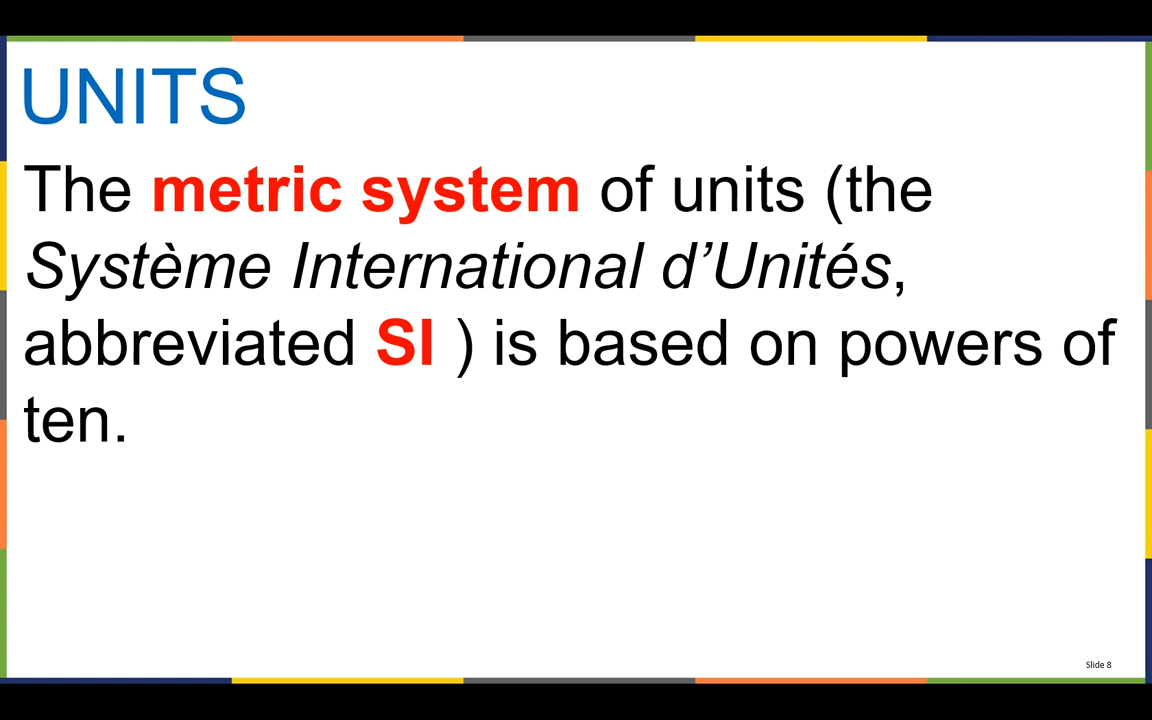 UNITS
The metric system of units (the
Système International d’Unités,
abbreviated SI ) is based on powers of
ten.
Slide 8